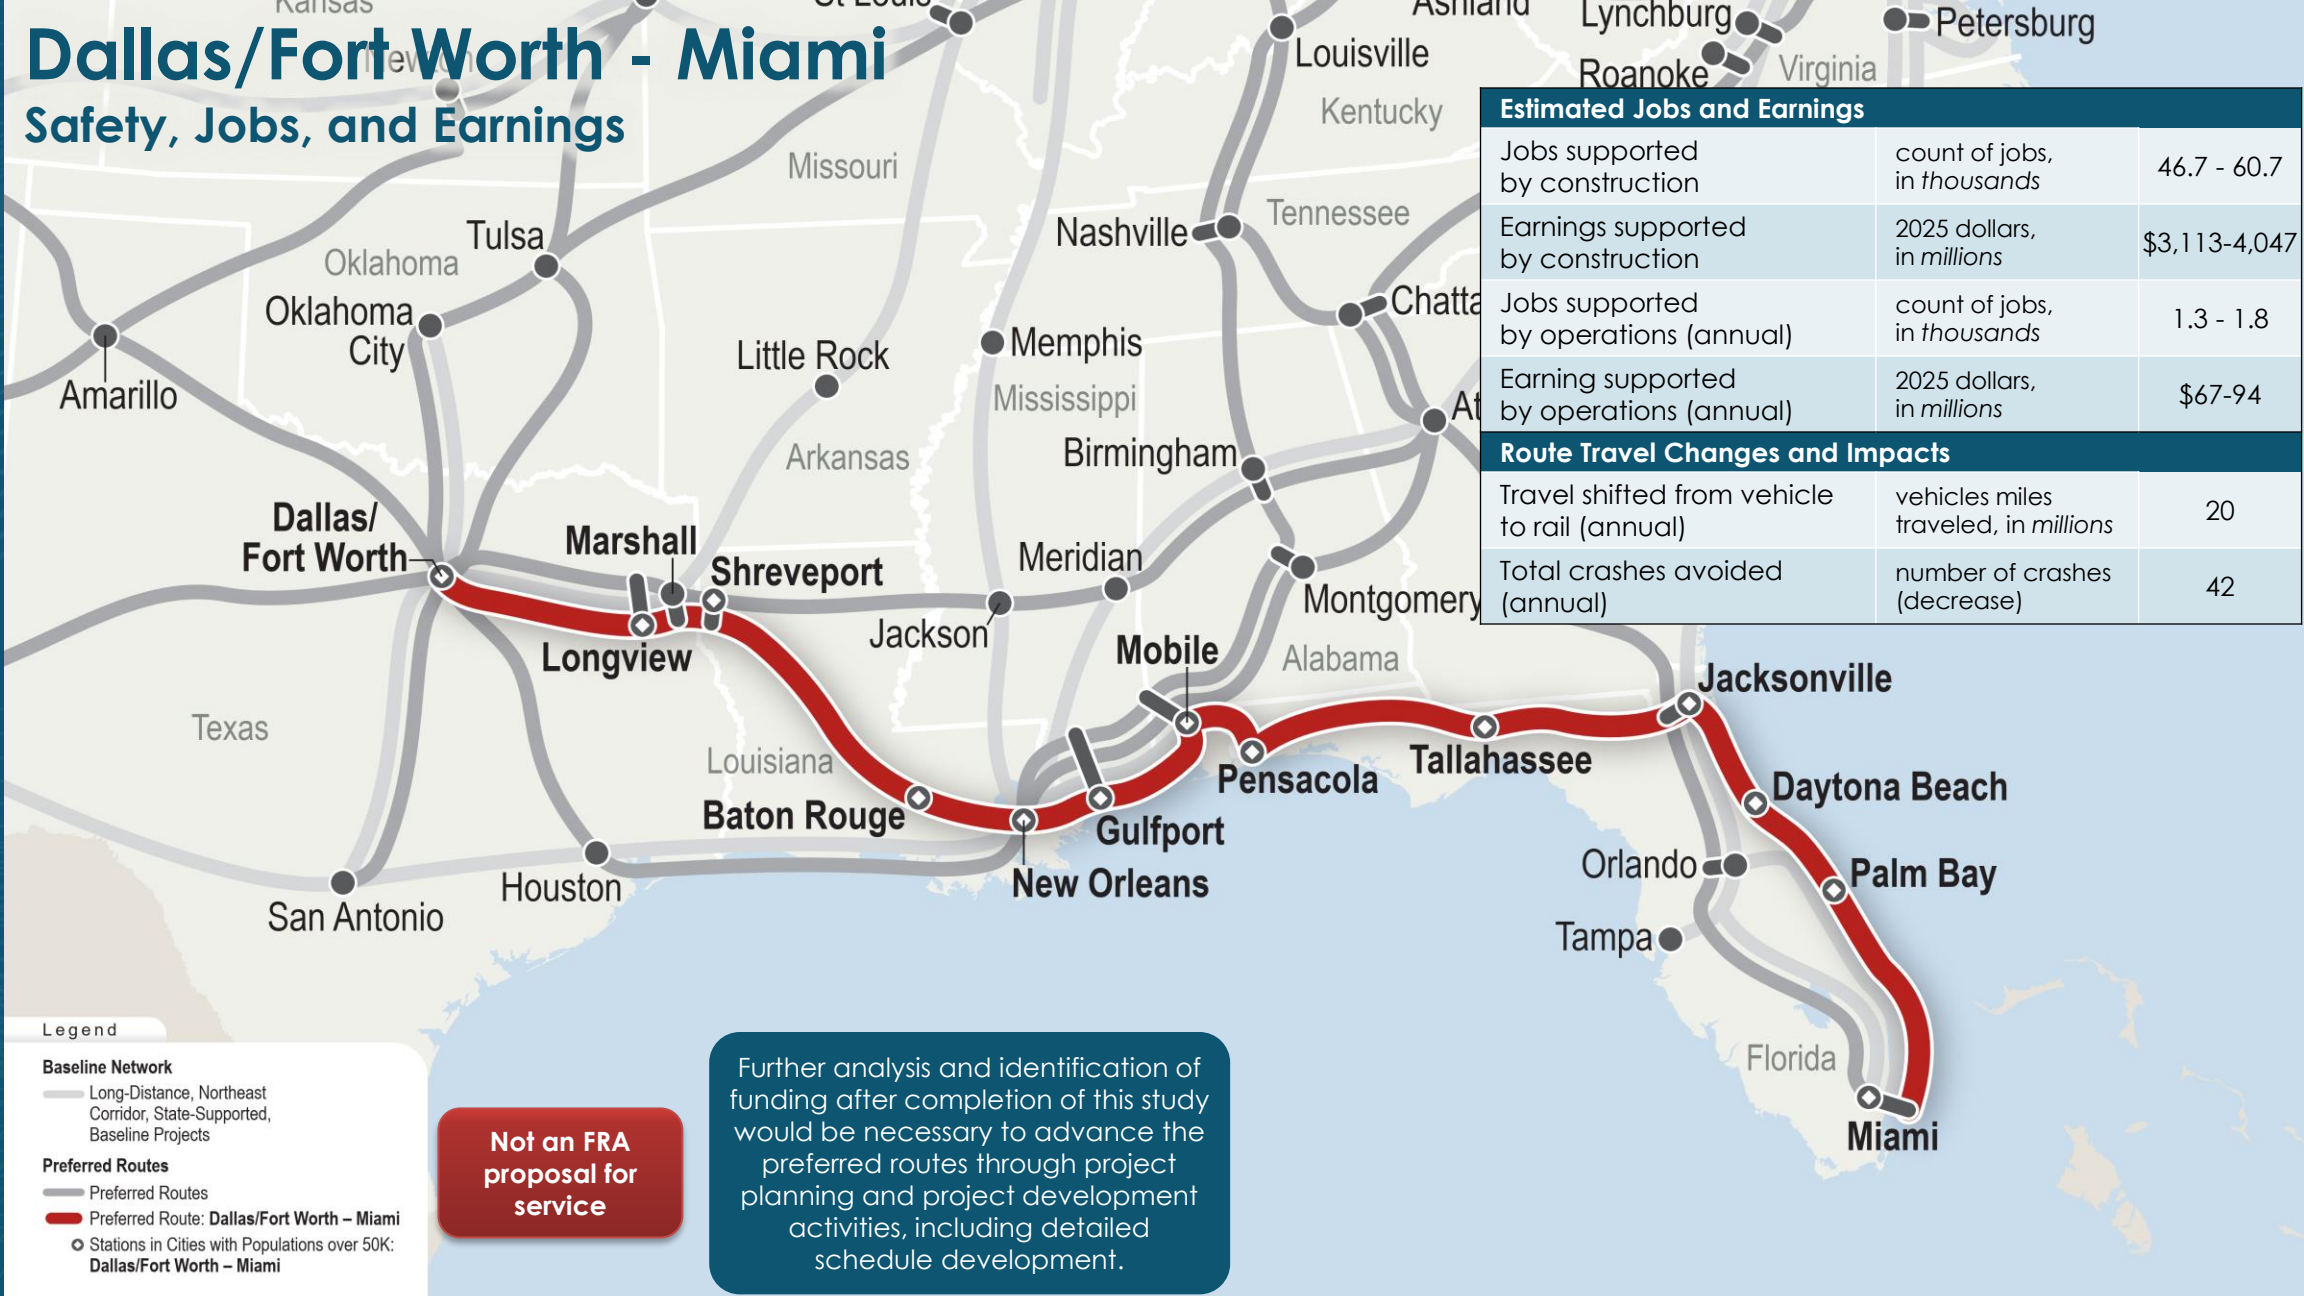 Kansas
Dallas/Fort Worth - Miami
Safety, Jobs, and Earnings
St Louis
Louisville
Ashland
Lynchburg
Roanoke
Petersburg
Virginia
Kentucky
Missouri
Tennessee
Nashville
Tulsa
Oklahoma
Oklahoma
City
Amarillo
Little Rock
Memphis
Mississippi
Arkansas
Birmingham
Chatta
At
Estimated Jobs and Earnings
Jobs supported
by construction
count of jobs,
in thousands
46.7 - 60.7
Earnings supported
by construction
2025 dollars,
in millions
$3,113-4,047
Jobs supported
by operations (annual)
count of jobs,
in thousands
1.3 - 1.8
Earning supported
by operations (annual)
2025 dollars,
in millions
$67-94
Route Travel Changes and Impacts
Travel shifted from vehicle
to rail (annual)
vehicles miles
traveled, in millions
20
Total crashes avoided
(annual)
number of crashes
(decrease)
42
Dallas/
Fort Worth
Marshall
Shreveport
Longview
Meridian
Jackson
Montgomery
Mobile
Alabama
Texas
Louisiana
Baton Rouge
Gulfport
New Orleans
Pensacola
Tallahassee
Jacksonville
Daytona Beach
Palm Bay
Orlando
Tampa
Houston
San Antonio
Florida
Miami
Legend
Baseline Network
Long-Distance, Northeast
Corridor, State-Supported,
Baseline Projects
Preferred Routes
Preferred Routes
Preferred Route: Dallas/Fort Worth – Miami
Stations in Cities with Populations over 50K:
Dallas/Fort Worth – Miami
Not an FRA
proposal for
service
Further analysis and identification of
funding after completion of this study
would be necessary to advance the
preferred routes through project
planning and project development
activities, including detailed
schedule development.